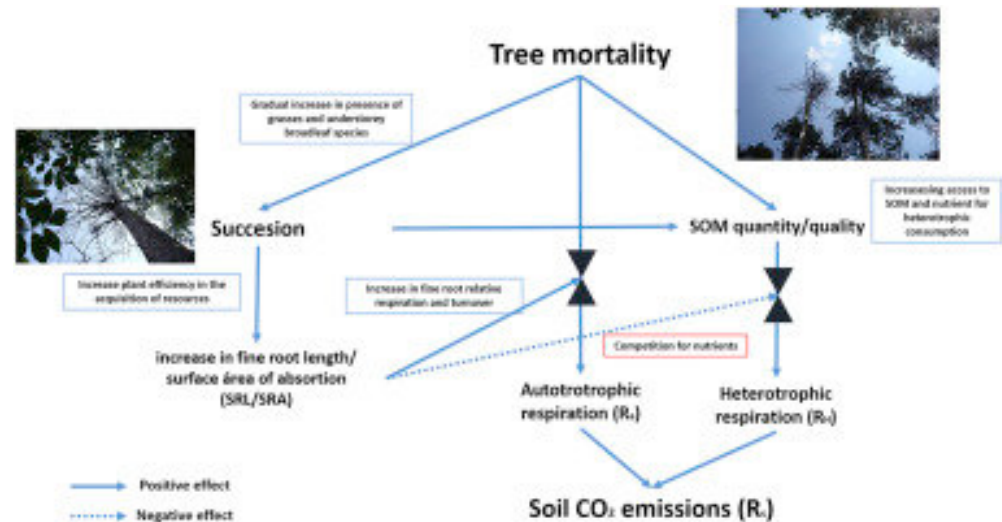 Tree mortality
Gradual increase in presence of
grasses and understorey
broadleaf species
Increasesing access to
SOM and nutrient for
heterotrophic
consumption
Succesion
SOM quantity/quality
Increase plant efficiency in the
acquisition of resources
Increase in fine root relative
respiration and turnover
Competition for nutrients
increase in fine root length/
surface área of absortion
(SRL/SRA)
Autotrotrophic
respiration (Rₐ)
Heterotrophic
respiration (RH)
Positive effect
Negative effect
Soil CO₂ emissions (Rₛ)